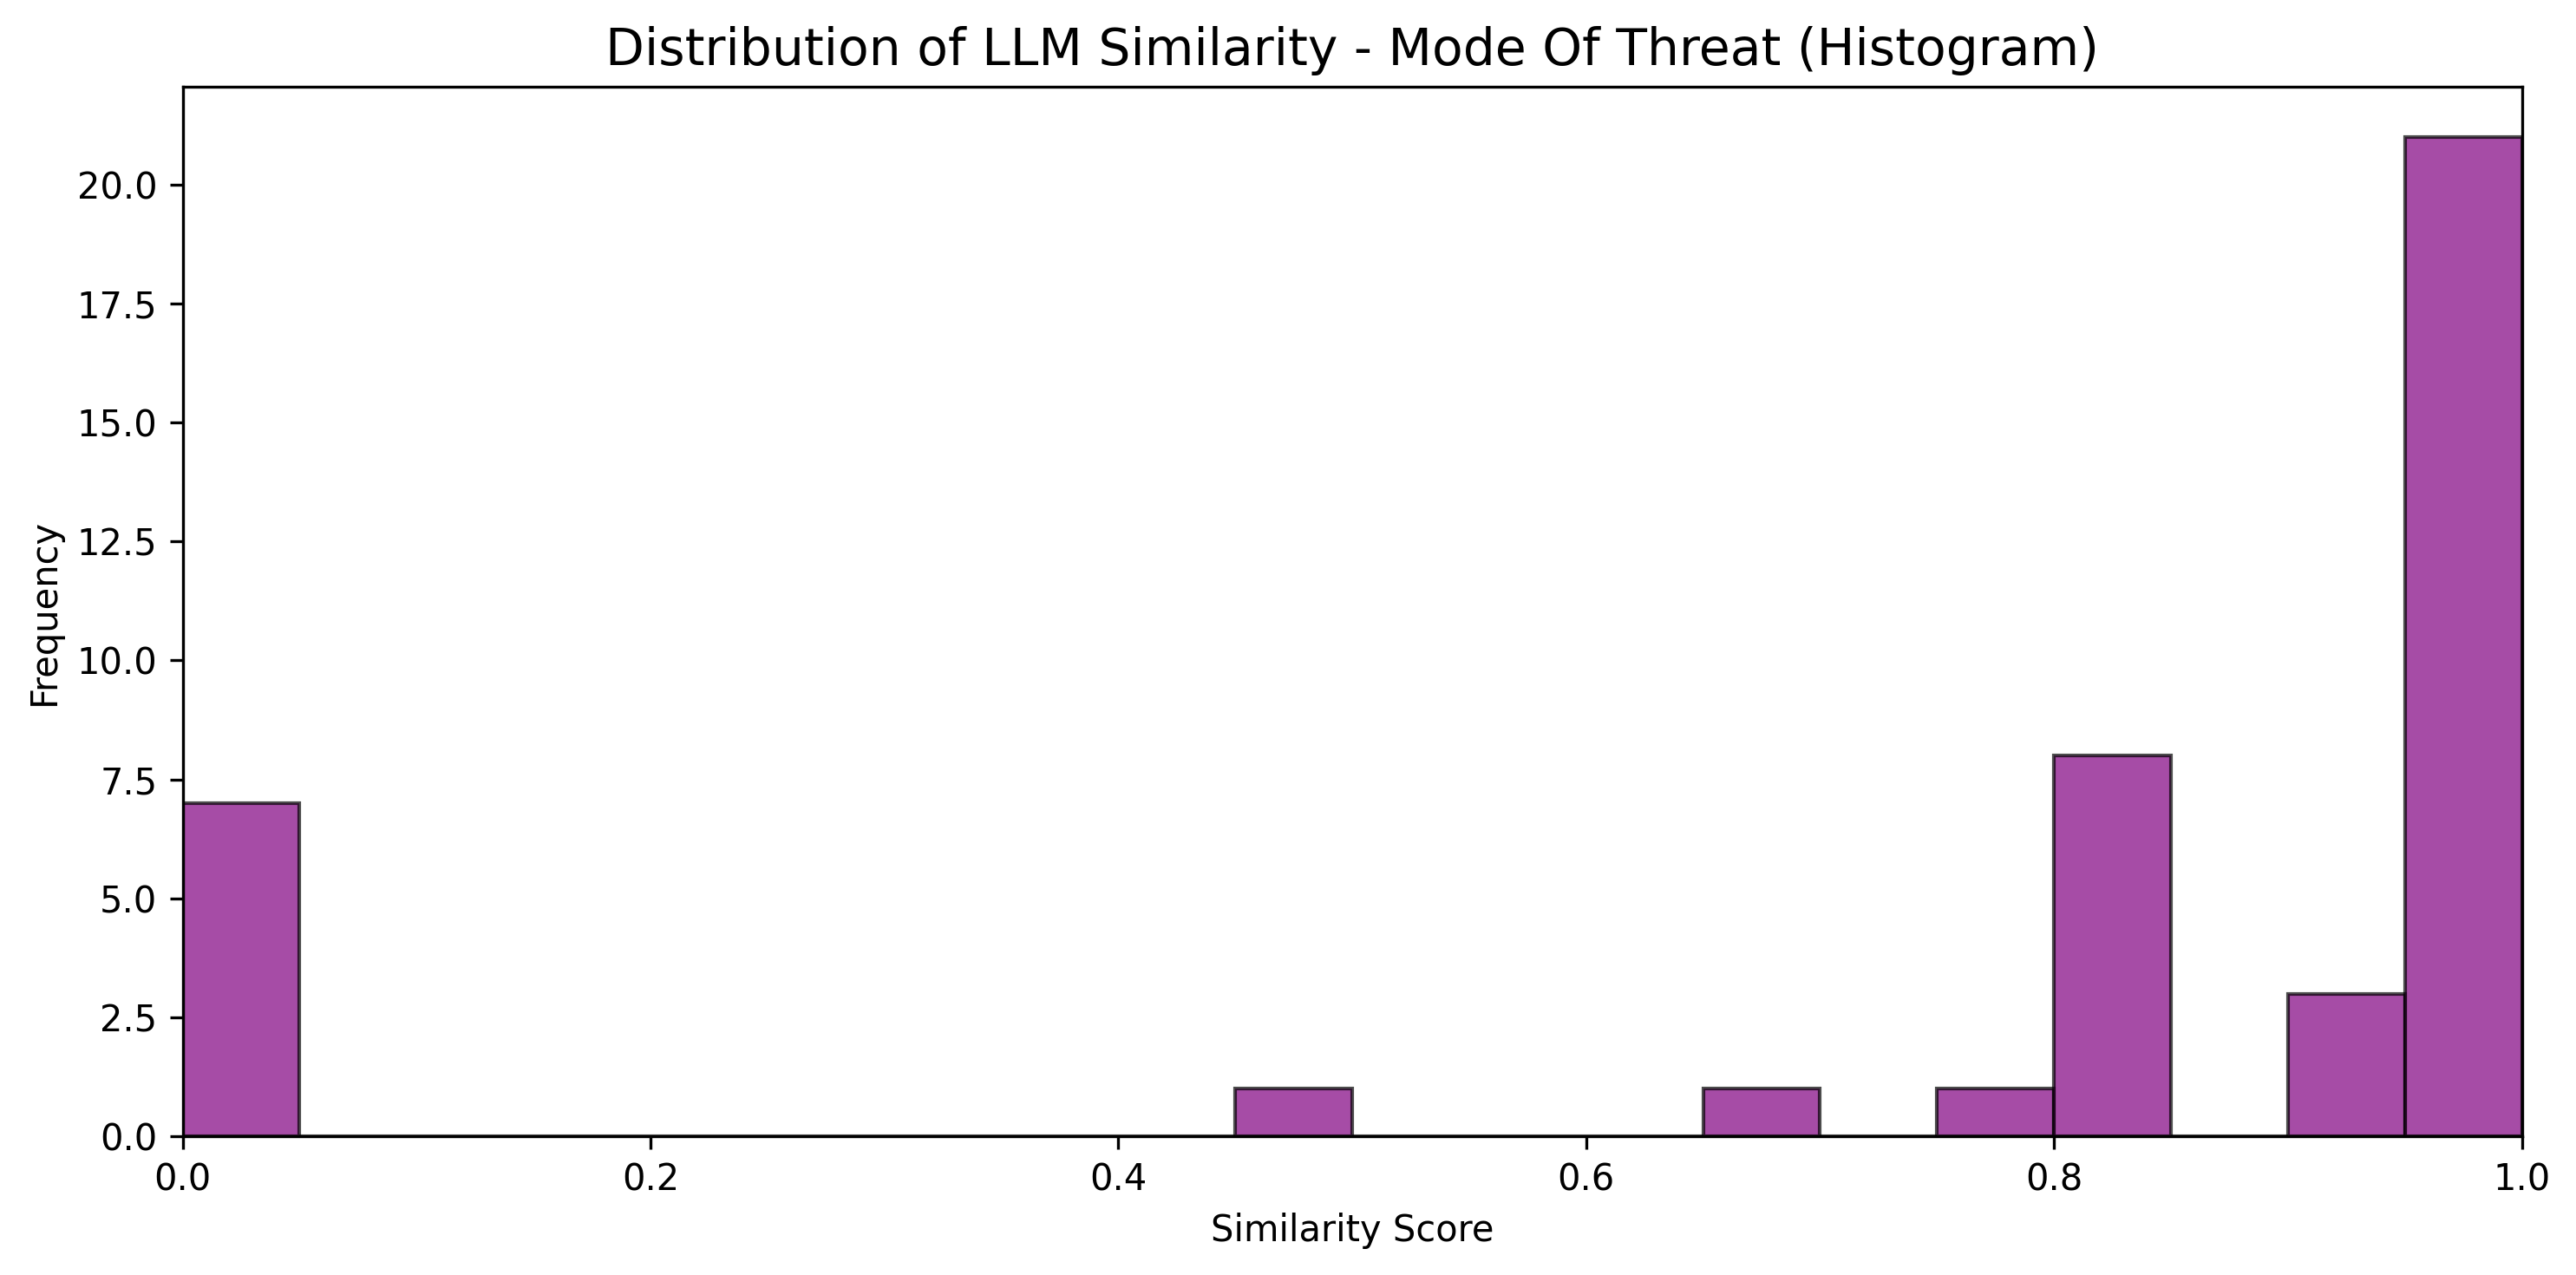 Distribution of LLM Similarity - Mode Of Threat (Histogram)
Frequency
20.0
17.5
15.0
12.5
10.0
7.5
5.0
2.5
0.0
0.0 0.2 0.4 0.6 0.8 1.0
Similarity Score